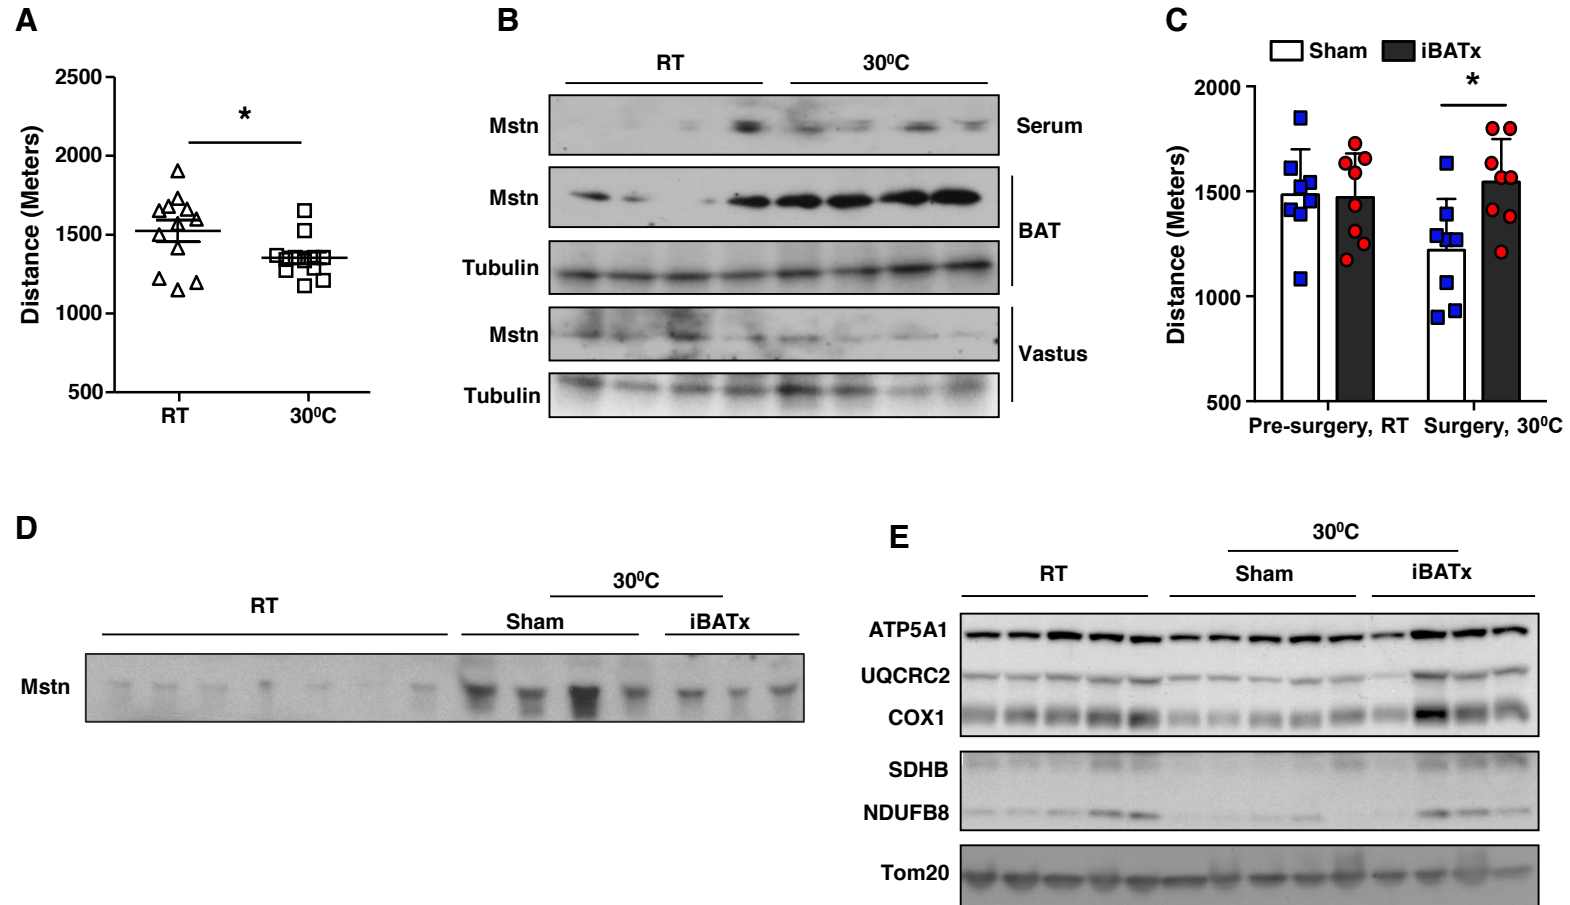 A
2500
2000
1500
1000
500
Distance (Meters)
*
RT
30⁰C
B
RT
30⁰C
Mstn
Serum
Mstn
BAT
Tubulin
Mstn
Vastus
Tubulin
C
Sham
iBATx
2000
1500
1000
500
Distance (Meters)
*
Pre-surgery, RT
Surgery, 30⁰C
D
RT
30⁰C
Sham
iBATx
Mstn
E
30⁰C
RT
Sham
iBATx
ATP5A1
UQCRC2
COX1
SDHB
NDUFB8
Tom20